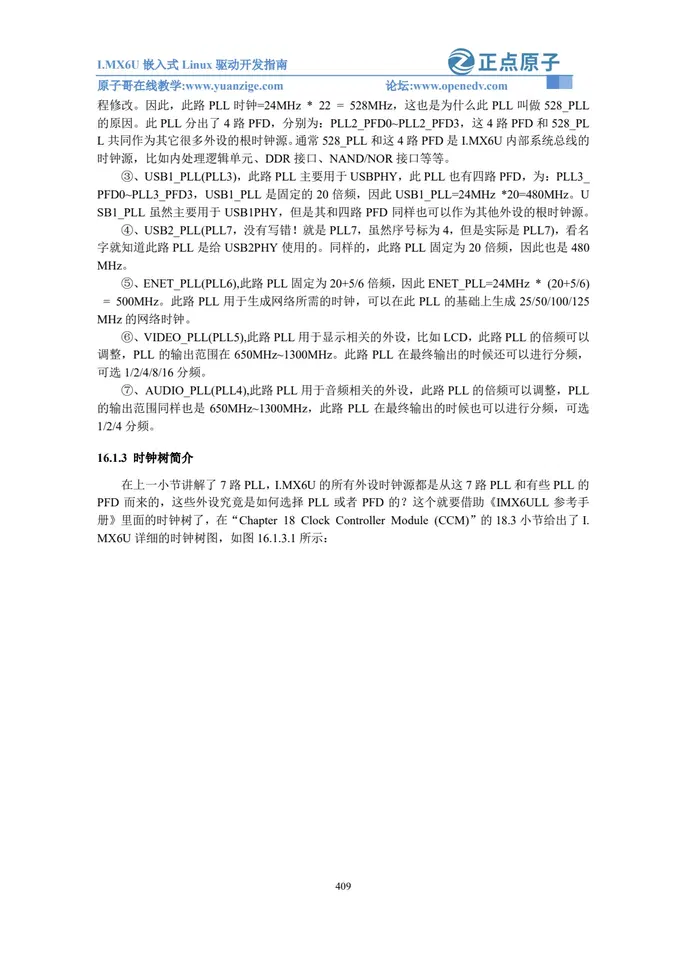 I.MX6U 嵌入式 Linux 驱动开发指南
正点原子
原子哥在线教学:www.yuanzige.com 论坛:www.openedv.com
程修改。因此，此路 PLL 时钟=24MHz * 22 = 528MHz，这也是为什么此 PLL 叫做 528_PLL
的原因。此 PLL 分出了 4 路 PFD，分别为：PLL2_PFD0~PLL2_PFD3，这 4 路 PFD 和 528_PL
L 共同作为其它很多外设的根时钟源。通常 528_PLL 和这 4 路 PFD 是 I.MX6U 内部系统总线的
时钟源，比如内处理逻辑单元、DDR 接口、NAND/NOR 接口等等。
③、USB1_PLL(PLL3)，此路 PLL 主要用于 USBPHY，此 PLL 也有四路 PFD，为：PLL3_
PFD0~PLL3_PFD3，USB1_PLL 是固定的 20 倍频，因此 USB1_PLL=24MHz *20=480MHz。U
SB1_PLL 虽然主要用于 USB1PHY，但是其和四路 PFD 同样也可以作为其他外设的根时钟源。
④、USB2_PLL(PLL7，没有写错！就是 PLL7，虽然序号标为 4，但是实际是 PLL7)，看名
字就知道此路 PLL 是给 USB2PHY 使用的。同样的，此路 PLL 固定为 20 倍频，因此也是 480
MHz。
⑤、ENET_PLL(PLL6),此路 PLL 固定为 20+5/6 倍频，因此 ENET_PLL=24MHz * (20+5/6)
= 500MHz。此路 PLL 用于生成网络所需的时钟，可以在此 PLL 的基础上生成 25/50/100/125
MHz 的网络时钟。
⑥、VIDEO_PLL(PLL5),此路 PLL 用于显示相关的外设，比如 LCD，此路 PLL 的倍频可以
调整，PLL 的输出范围在 650MHz~1300MHz。此路 PLL 在最终输出的时候还可以进行分频，
可选 1/2/4/8/16 分频。
⑦、AUDIO_PLL(PLL4),此路 PLL 用于音频相关的外设，此路 PLL 的倍频可以调整，PLL
的输出范围同样也是 650MHz~1300MHz，此路 PLL 在最终输出的时候也可以进行分频，可选
1/2/4 分频。
16.1.3 时钟树简介
在上一小节讲解了 7 路 PLL，I.MX6U 的所有外设时钟源都是从这 7 路 PLL 和有些 PLL 的
PFD 而来的，这些外设究竟是如何选择 PLL 或者 PFD 的？这个就要借助《IMX6ULL 参考手
册》里面的时钟树了，在“Chapter 18 Clock Controller Module (CCM)”的 18.3 小节给出了 I.
MX6U 详细的时钟树图，如图 16.1.3.1 所示：
409